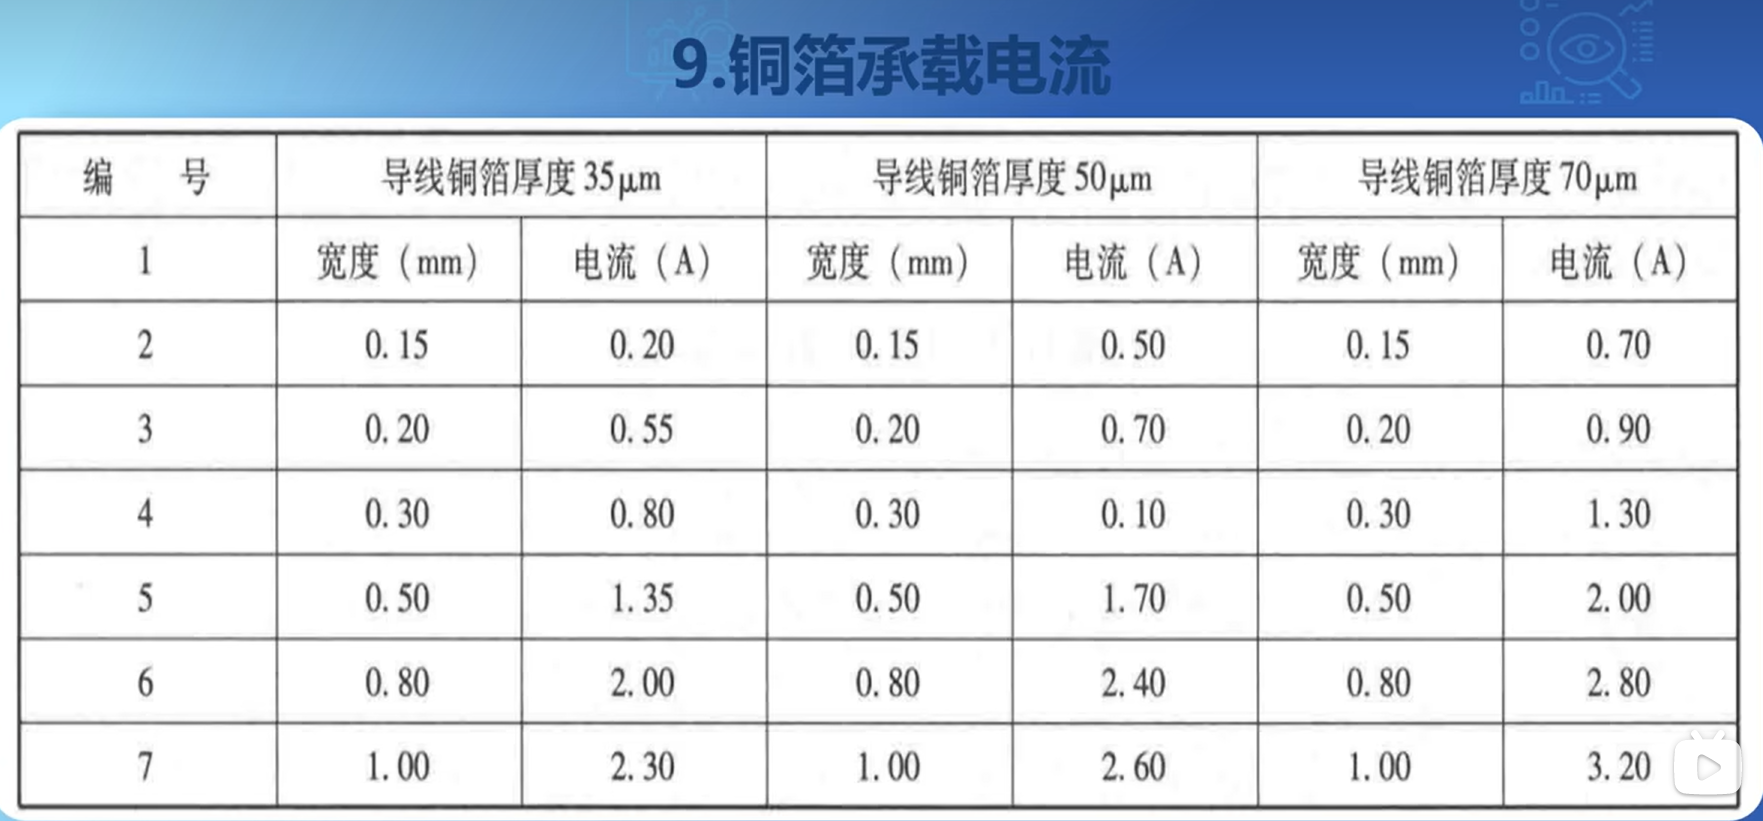 9.铜箔承载电流
编 号 导线铜箔厚度 35μm 导线铜箔厚度 50μm 导线铜箔厚度 70μm
1 宽度（mm） 电流（A） 宽度（mm） 电流（A） 宽度（mm） 电流（A）
2 0.15 0.20 0.15 0.50 0.15 0.70
3 0.20 0.55 0.20 0.70 0.20 0.90
4 0.30 0.80 0.30 0.10 0.30 1.30
5 0.50 1.35 0.50 1.70 0.50 2.00
6 0.80 2.00 0.80 2.40 0.80 2.80
7 1.00 2.30 1.00 2.60 1.00 3.20